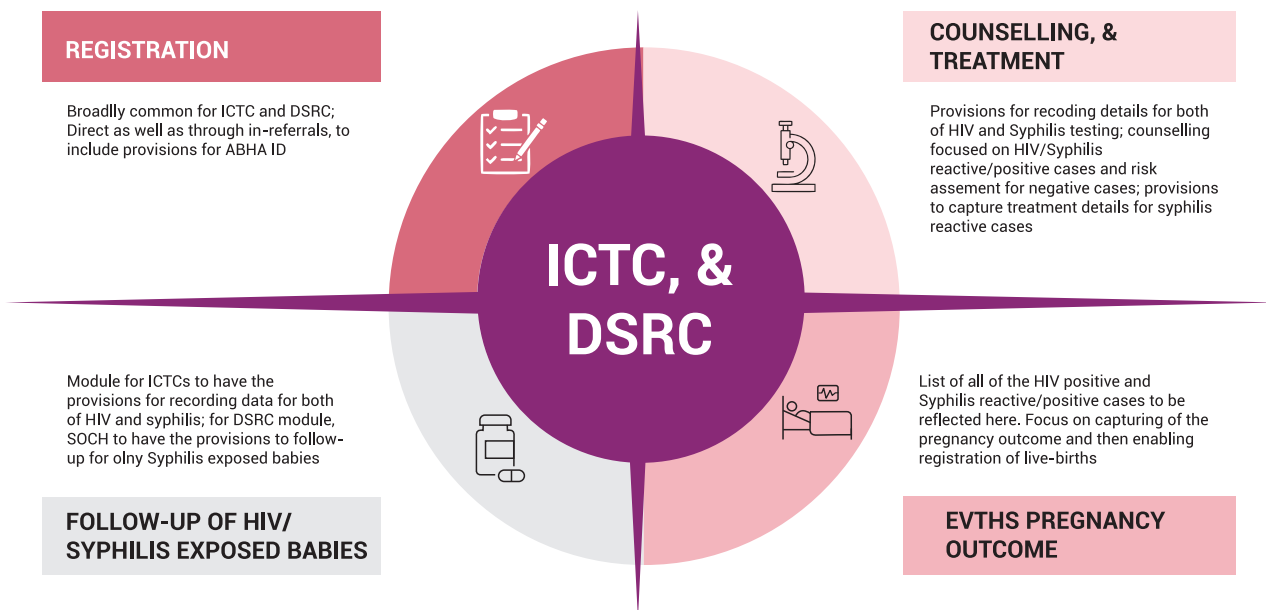 REGISTRATION
Broadlly common for ICTC and DSRC;
Direct as well as through in-referrals, to
include provisions for ABHA ID
COUNSELLING, &
TREATMENT
Provisions for recoding details for both
of HIV and Syphilis testing; counselling
focused on HIV/Syphilis
reactive/positive cases and risk
assement for negative cases; provisions
to capture treatment details for syphilis
reactive cases
ICTC, &
DSRC
Module for ICTCs to have the
provisions for recording data for both
of HIV and syphilis; for DSRC module,
SOCH to have the provisions to follow-
up for olny Syphilis exposed babies
FOLLOW-UP OF HIV/
SYPHILIS EXPOSED BABIES
List of all of the HIV positive and
Syphilis reactive/positive cases to be
reflected here. Focus on capturing of the
pregnancy outcome and then enabling
registration of live-births
EVTHS PREGNANCY
OUTCOME